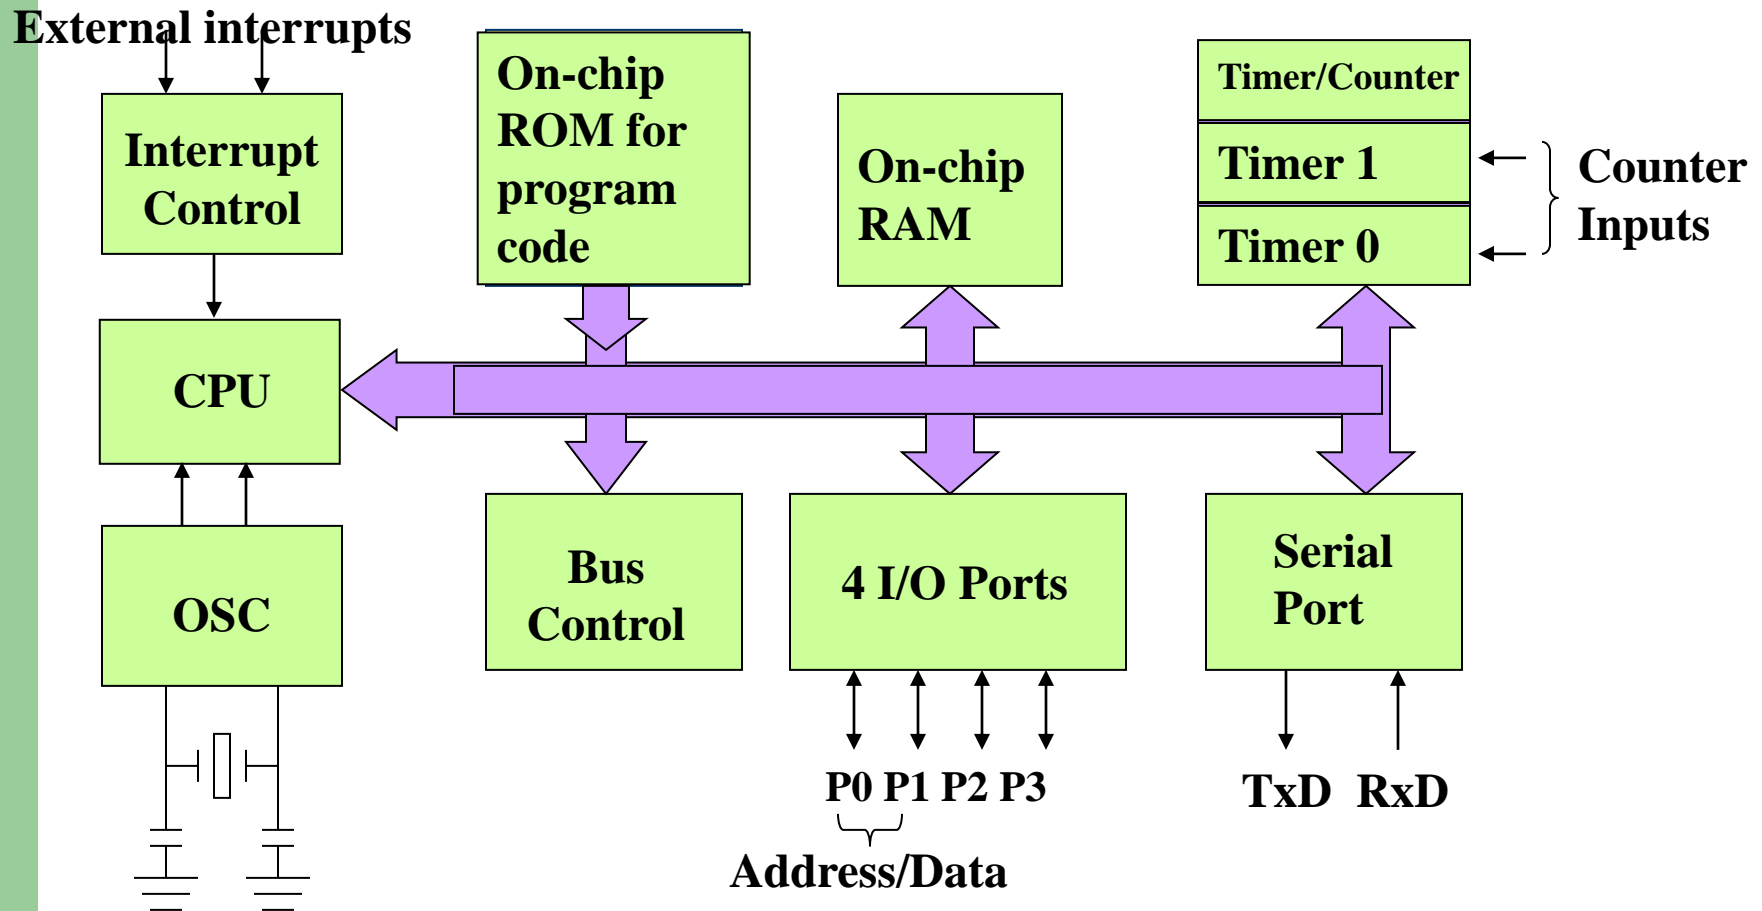 External interrupts
On-chip
ROM for
program
code
Timer/Counter
Interrupt
Control
On-chip
RAM
Timer 1
Timer 0
Counter
Inputs
CPU
OSC
Bus
Control
4 I/O Ports
Serial
Port
P0 P1 P2 P3
TxD RxD
Address/Data